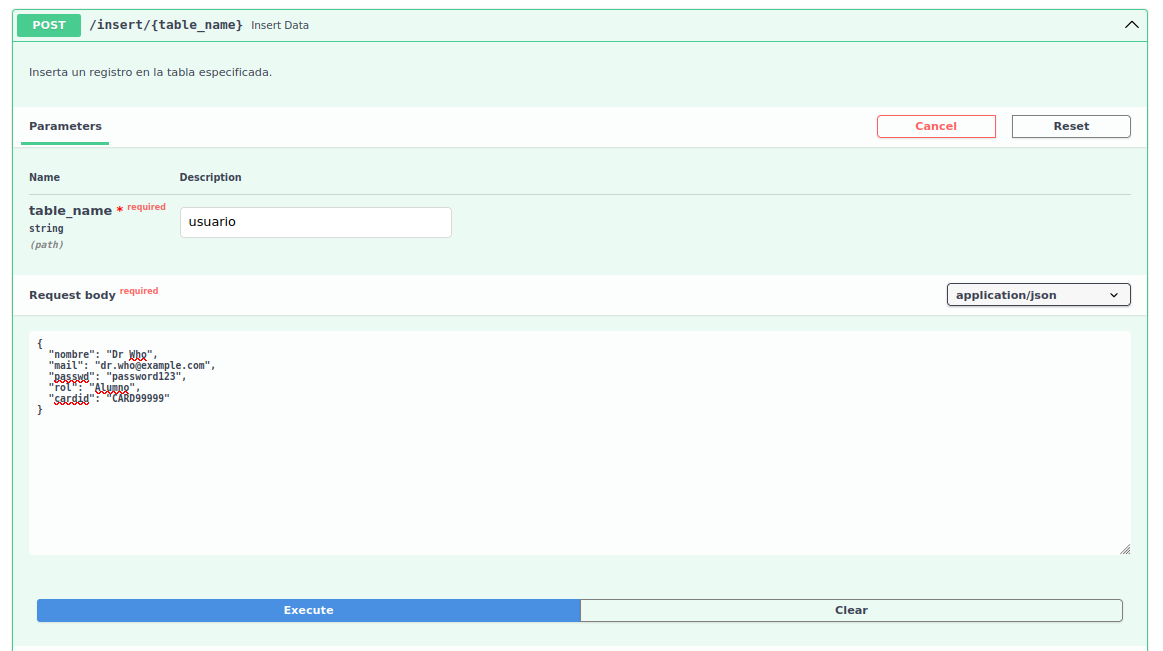 POST /insert/{table_name} Insert Data
Inserta un registro en la tabla especificada.
Parameters
Cancel
Reset
Name Description
table_name * required
string
(path)
usuario
Request body required
application/json
{
  "nombre": "Dr Who",
  "mail": "dr.who@example.com",
  "passwd": "password123",
  "rol": "Alumno",
  "cardid": "CARD99999"
}
Execute
Clear